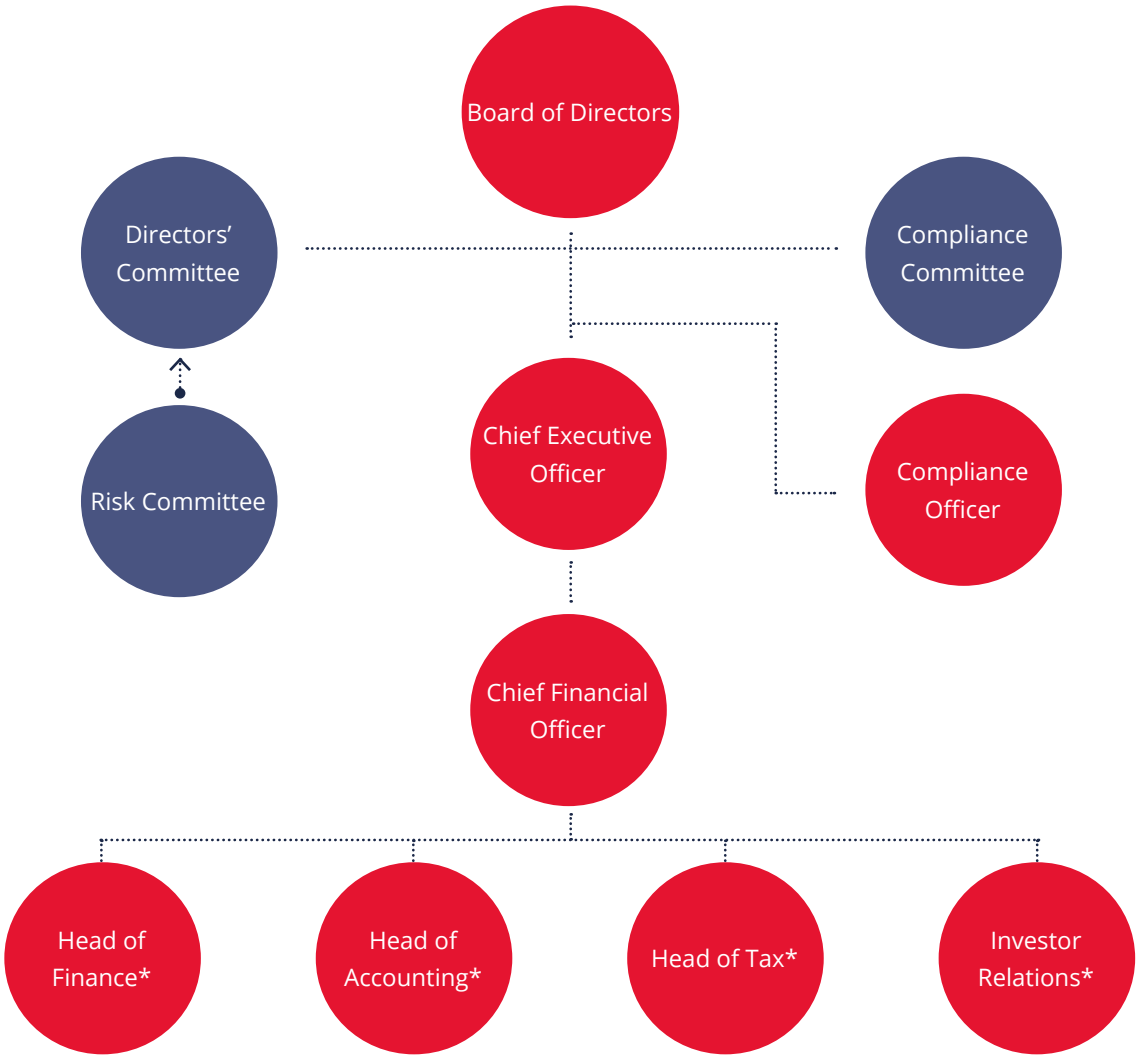 Board of Directors
Directors’
Committee
Compliance
Committee
Chief Executive
Officer
Risk Committee
Compliance
Officer
Chief Financial
Officer
Head of
Finance*
Head of
Accounting*
Head of Tax*
Investor
Relations*